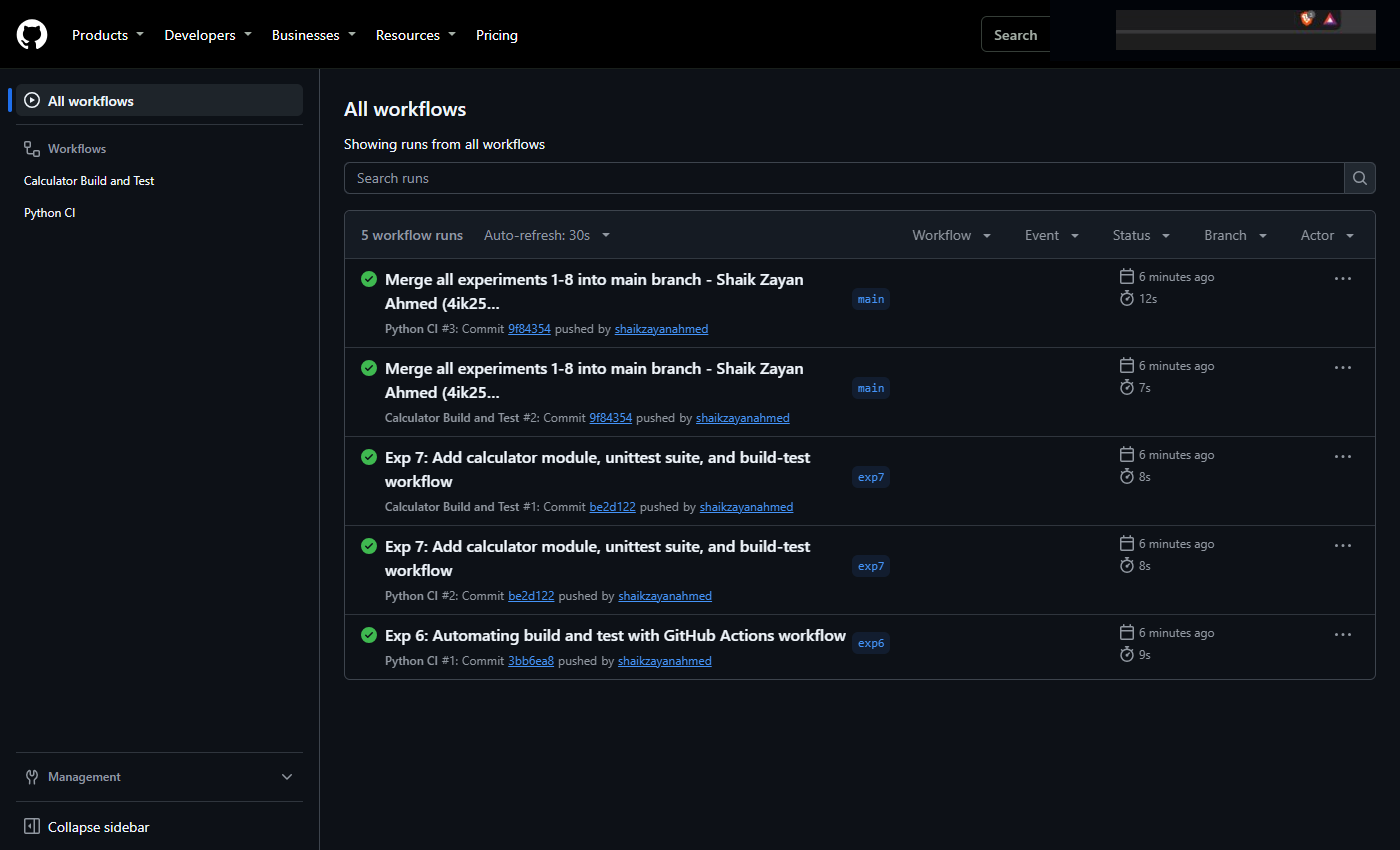 Products Developers Businesses Resources Pricing Search
All workflows
Workflows
Calculator Build and Test
Python CI
Management
Collapse sidebar
All workflows
Showing runs from all workflows
Search runs
5 workflow runs Auto-refresh: 30s Workflow Event Status Branch Actor
Merge all experiments 1-8 into main branch - Shaik Zayan
Ahmed (4ik25...
Python CI #3: Commit 9f84354 pushed by shaikzayanahmed
main
6 minutes ago
12s
Merge all experiments 1-8 into main branch - Shaik Zayan
Ahmed (4ik25...
Calculator Build and Test #2: Commit 9f84354 pushed by shaikzayanahmed
main
6 minutes ago
7s
Exp 7: Add calculator module, unittest suite, and build-test
workflow
Calculator Build and Test #1: Commit be2d122 pushed by shaikzayanahmed
exp7
6 minutes ago
8s
Exp 7: Add calculator module, unittest suite, and build-test
workflow
Python CI #2: Commit be2d122 pushed by shaikzayanahmed
exp7
6 minutes ago
8s
Exp 6: Automating build and test with GitHub Actions workflow
Python CI #1: Commit 3bb6ea8 pushed by shaikzayanahmed
exp6
6 minutes ago
9s